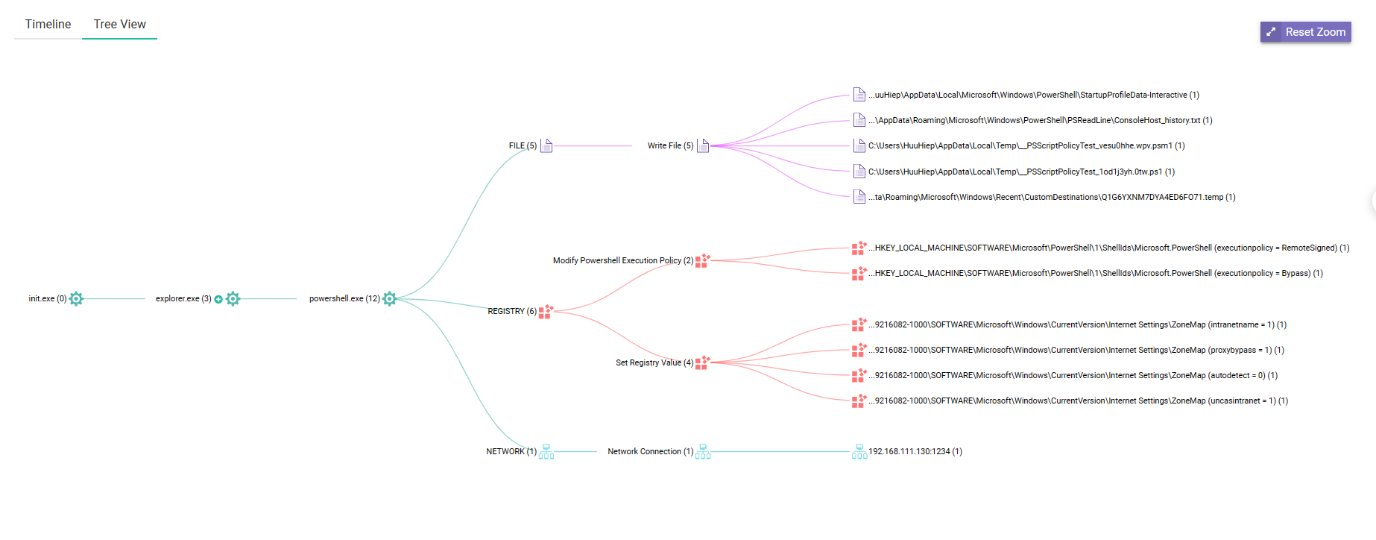 Timeline
Tree View
Reset Zoom
...uuHiep\AppData\Local\Microsoft\Windows\PowerShell\StartupProfileData-Interactive (1)
...\AppData\Roaming\Microsoft\Windows\PowerShell\PSReadLine\ConsoleHost_history.txt (1)
FILE (5)
Write File (5)
C:\Users\HuuHiep\AppData\Local\Temp\__PSScriptPolicyTest_vesu0hhe.wpv.psm1 (1)
C:\Users\HuuHiep\AppData\Local\Temp\__PSScriptPolicyTest_1od1j3yh.0tw.ps1 (1)
...ta\Roaming\Microsoft\Windows\Recent\CustomDestinations\Q1G6YXNM7DYA4ED6FO71.temp (1)
...HKEY_LOCAL_MACHINE\SOFTWARE\Microsoft\PowerShell\1\ShellIds\Microsoft.PowerShell (executionpolicy = RemoteSigned) (1)
Modify Powershell Execution Policy (2)
...HKEY_LOCAL_MACHINE\SOFTWARE\Microsoft\PowerShell\1\ShellIds\Microsoft.PowerShell (executionpolicy = Bypass) (1)
init.exe (0)
explorer.exe (3)
powershell.exe (12)
REGISTRY (6)
...9216082-1000\SOFTWARE\Microsoft\Windows\CurrentVersion\Internet Settings\ZoneMap (intranetname = 1) (1)
...9216082-1000\SOFTWARE\Microsoft\Windows\CurrentVersion\Internet Settings\ZoneMap (proxybypass = 1) (1)
Set Registry Value (4)
...9216082-1000\SOFTWARE\Microsoft\Windows\CurrentVersion\Internet Settings\ZoneMap (autodetect = 0) (1)
...9216082-1000\SOFTWARE\Microsoft\Windows\CurrentVersion\Internet Settings\ZoneMap (uncasintranet = 1) (1)
NETWORK (1)
Network Connection (1)
192.168.111.130:1234 (1)